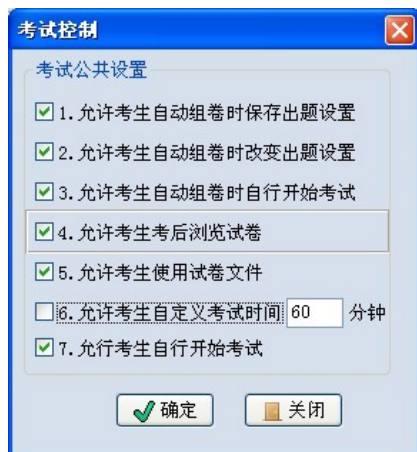 考试控制
考试公共设置
1.允许考生自动组卷时保存出题设置
2.允许考生自动组卷时改变出题设置
3.允许考生自动组卷时自行开始考试
4.允许考生考后浏览试卷
5.允许考生使用试卷文件
6.允许考生自定义考试时间 60 分钟
7.允行考生自行开始考试
确定 关闭